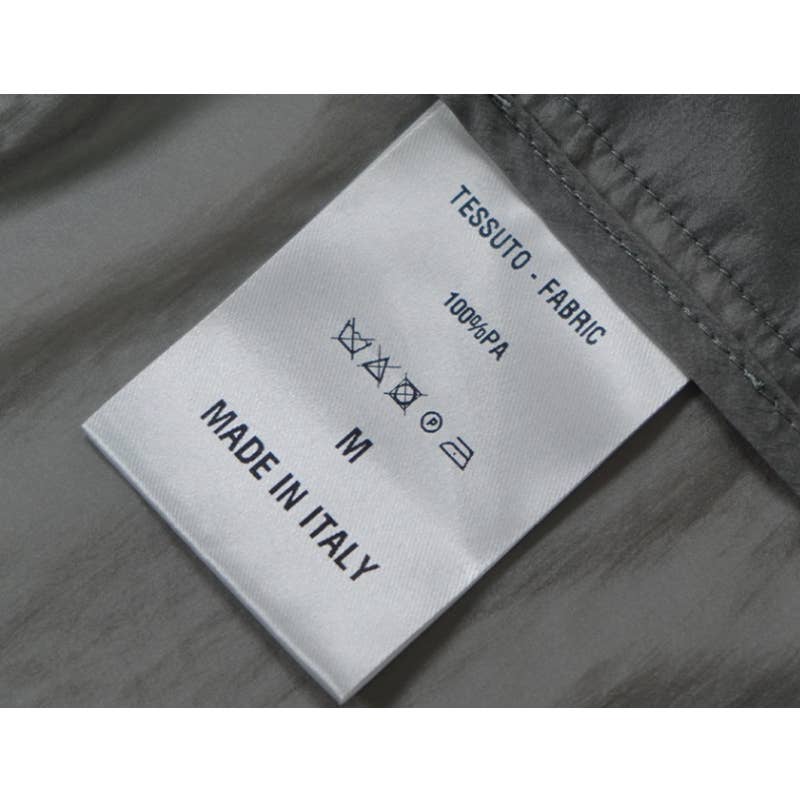 TESSUTO - FABRIC
100%PA
P
M
MADE IN ITALY